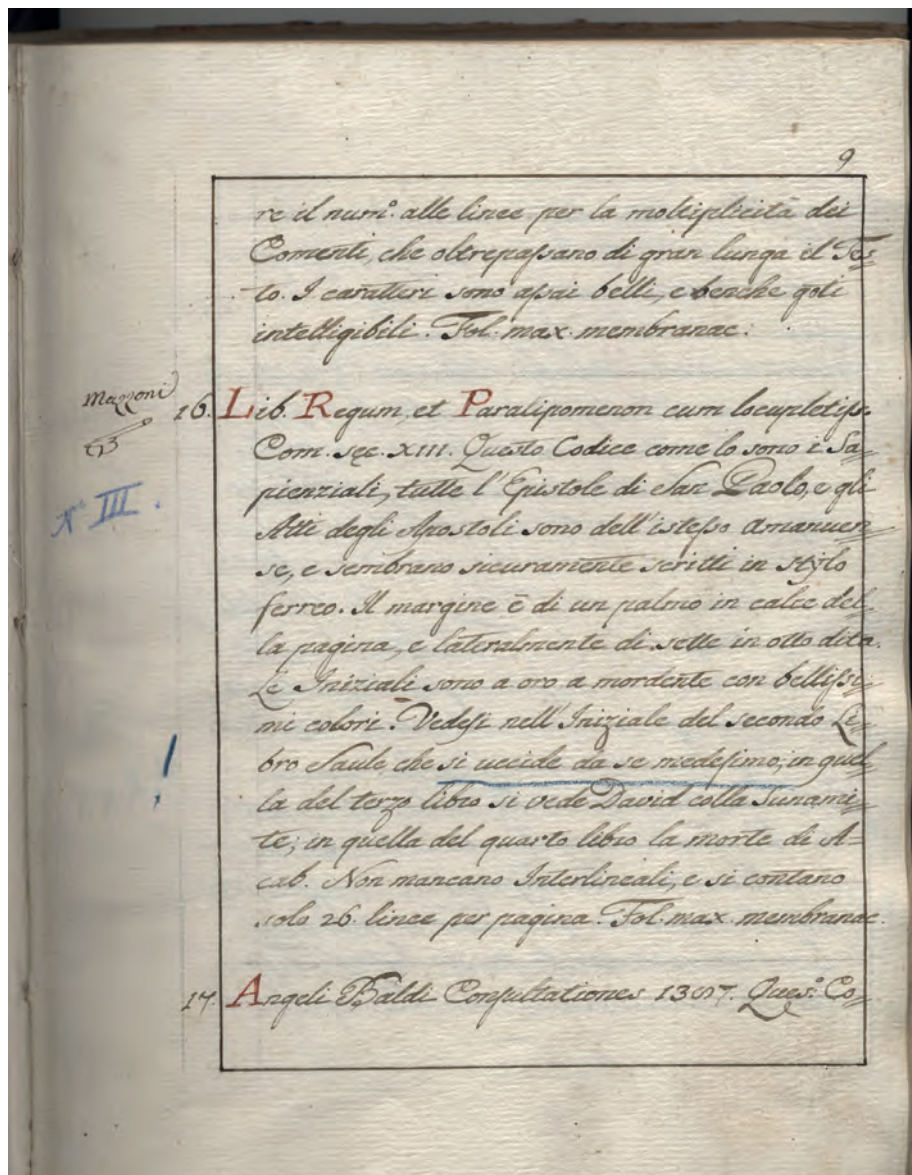 9
re il num.° alle linee per la moltiplicità dei
Comenti, che oltrepassano di gran lunga il Tes=
to. I caratteri sono assai belli, e benche goti
intelligibili. Fol. max. membranac:
Mazzoni
16. Lib. Regum, et Paralipomenon cum locupletiss.
Com. sęc. XIII. Questo Codice come lo sono i Sa=
pienziali, tutte l'Epistole di San Paolo, e gli
N° III.
Atti degli Apostoli sono dell'istesso Amanuen=
se, e sembrano sicuramente scritti in stylo
ferreo. Il margine è di un palmo in calce del=
la pagina, e lateralmente di sette in otto dita.
Le Iniziali sono a oro a mordente con bellissi=
mi colori. Vedesi nell'Iniziale del secondo Li=
bro Saule che si uccide da se medesimo; in quel=
la del terzo libro si vede David colla Sunami=
te; in quella del quarto libro la morte di A=
cab. Non mancano Interlineali, e si contano
solo 26. linee per pagina. Fol. max. membranac.
17. Angeli Baldi Consultationes Ques.° Co=